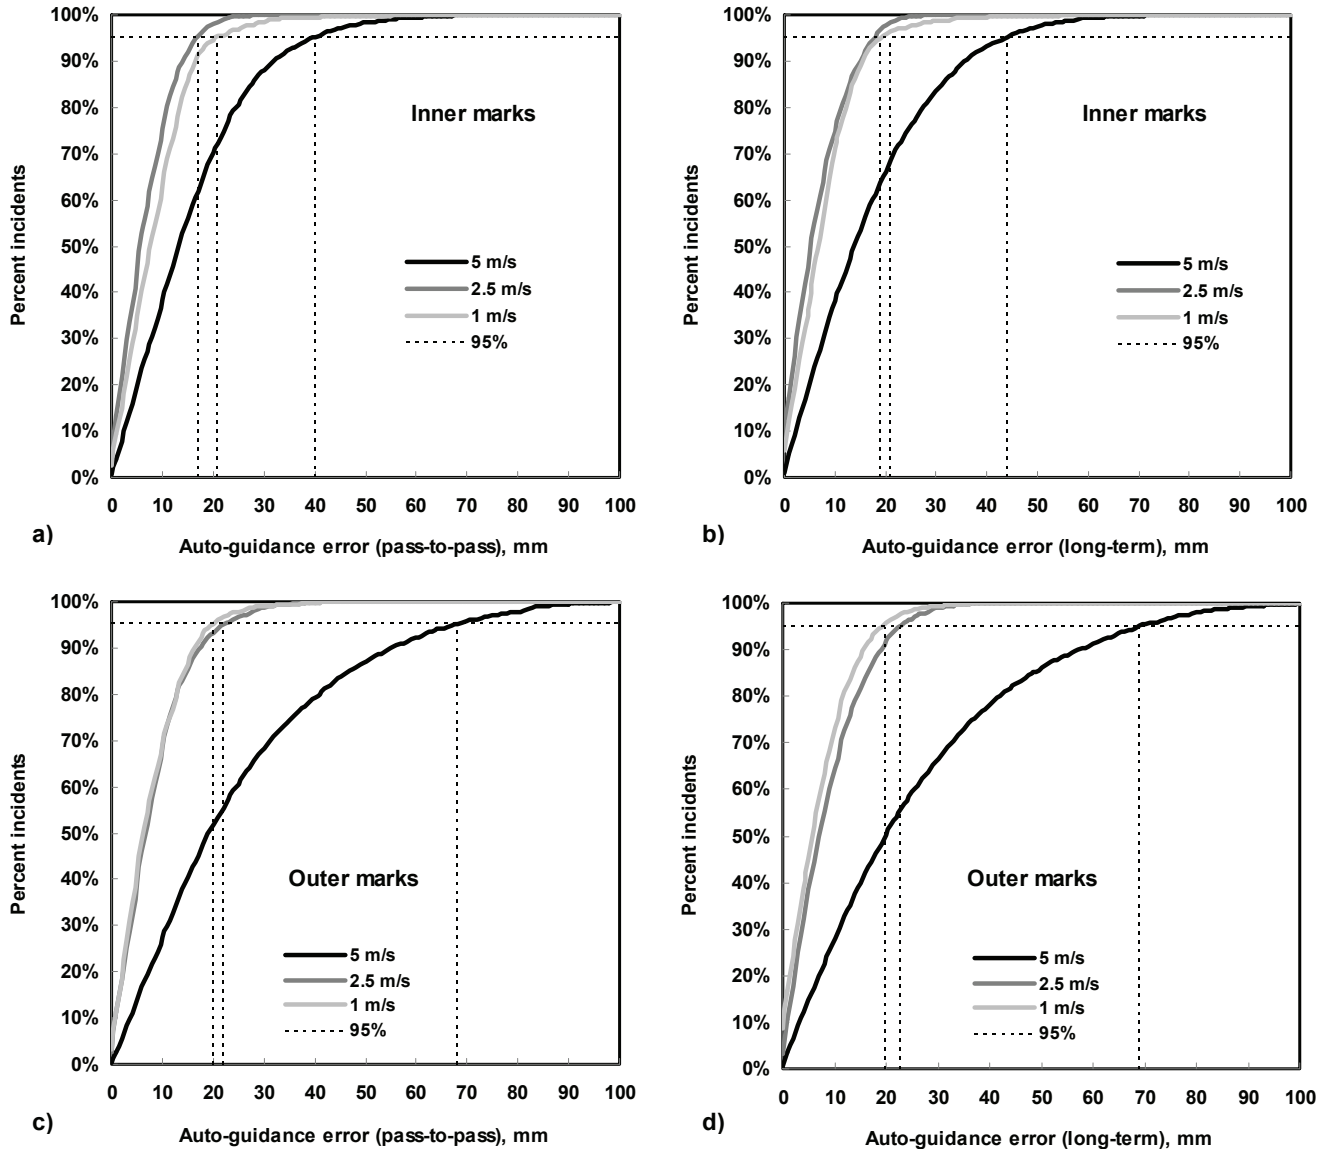 100%
90%
80%
70%
60%
50%
40%
30%
20%
10%
0%
Percent incidents
Inner marks
5 m/s
2.5 m/s
1 m/s
95%
0 10 20 30 40 50 60 70 80 90 100
a)
Auto-guidance error (pass-to-pass), mm
100%
90%
80%
70%
60%
50%
40%
30%
20%
10%
0%
Percent incidents
Inner marks
5 m/s
2.5 m/s
1 m/s
95%
0 10 20 30 40 50 60 70 80 90 100
b)
Auto-guidance error (long-term), mm
100%
90%
80%
70%
60%
50%
40%
30%
20%
10%
0%
Percent incidents
Outer marks
5 m/s
2.5 m/s
1 m/s
95%
0 10 20 30 40 50 60 70 80 90 100
c)
Auto-guidance error (pass-to-pass), mm
100%
90%
80%
70%
60%
50%
40%
30%
20%
10%
0%
Percent incidents
Outer marks
5 m/s
2.5 m/s
1 m/s
95%
0 10 20 30 40 50 60 70 80 90 100
d)
Auto-guidance error (long-term), mm